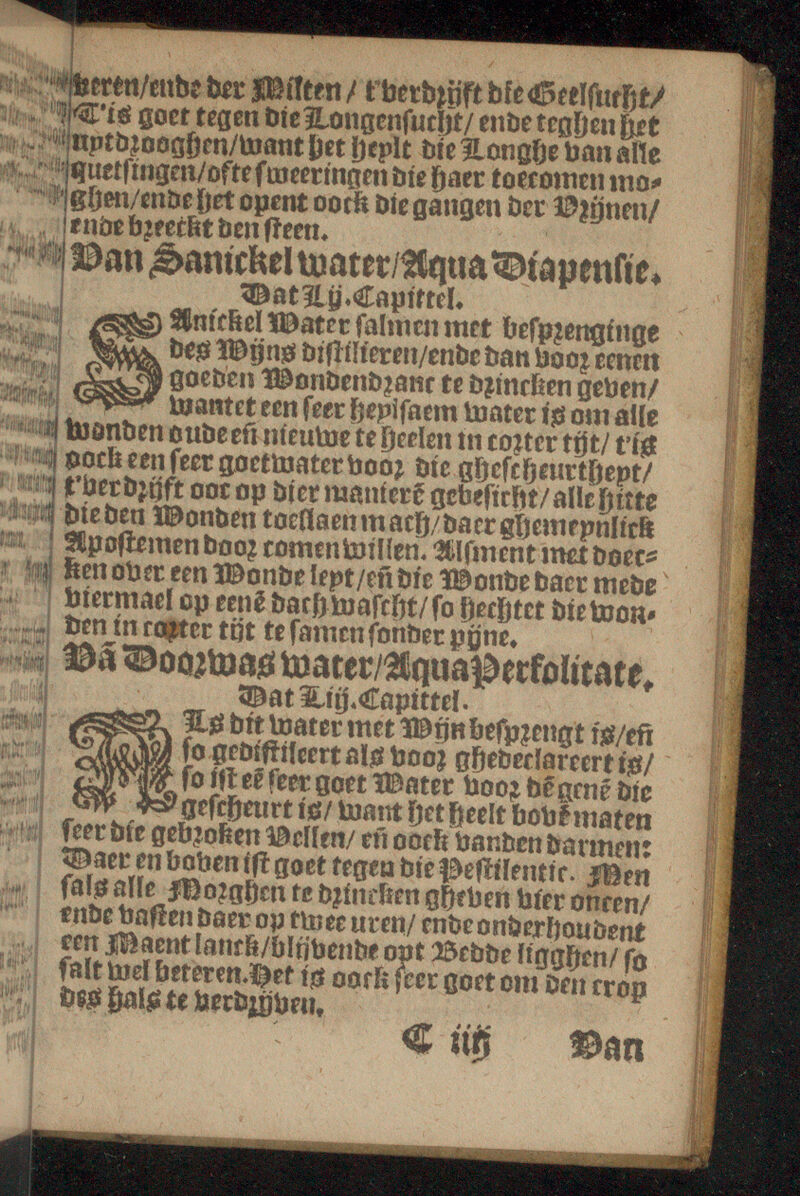 veren/ende der Milten / t'verdrijft die Geelſucht/
T'is goet tegen die Longenſucht/ ende teghen het
uytdrooghen/want het heylt die Longhe van alle
quetſingen/ofte ſweeringen die haer toecomen mo⸗
ghen/ende het opent oock die gangen der Vrijnen/
ende breeckt den ſteen.
Van Sanickel water/Aqua Diapenſie.
Dat Lij. Capittel.
SAnickel Water ſalmen met beſprenginge
des Wijns diſtilieren/ende dan voor eenen
goeden Wondendranc te drincken geven/
wantet een ſeer heylſaem water is om alle
wonden oude eñ nieuwe te heelen in corter tijt/ t'is
oock een ſeer goet water voor die gheſcheurtheyt/
t'verdrijft ooc op dier manierẽ gebeſicht/ alle hitte
die den Wonden toeſlaen mach/daer ghemeynlick
Apoſtemen door comen willen. Alſment met doec⸗
ken over een Wonde leyt/eñ die Wonde daer mede
viermael op eenẽ dach waſcht/ ſo hechtet die won⸗
den in corter tijt te ſamen ſonder pijne.
Vã Doorwas water/Aqua Perfolitate.
Dat Liij. Capittel.
ALs dit water met Wijn beſprengt is/eñ
ſo gediſtileert als voor ghedeclareert is/
ſo iſt eẽ ſeer goet Water voor dẽ genẽ die
geſcheurt is/ want het heelt bovẽ maten
ſeer die gebroken Vellen/ eñ oock vanden darmen:
Daer en boven iſt goet tegen die Peſtilentie. Men
ſals alle Morghen te drincken gheven vier oncen/
ende vaſten daer op twee uren/ ende onderhoudent
een Maent lanck/blijvende opt Bedde ligghen/ ſo
ſalt wel beteren. Het is oock ſeer goet om den crop
des hals te verdrijven.
C iiij Van